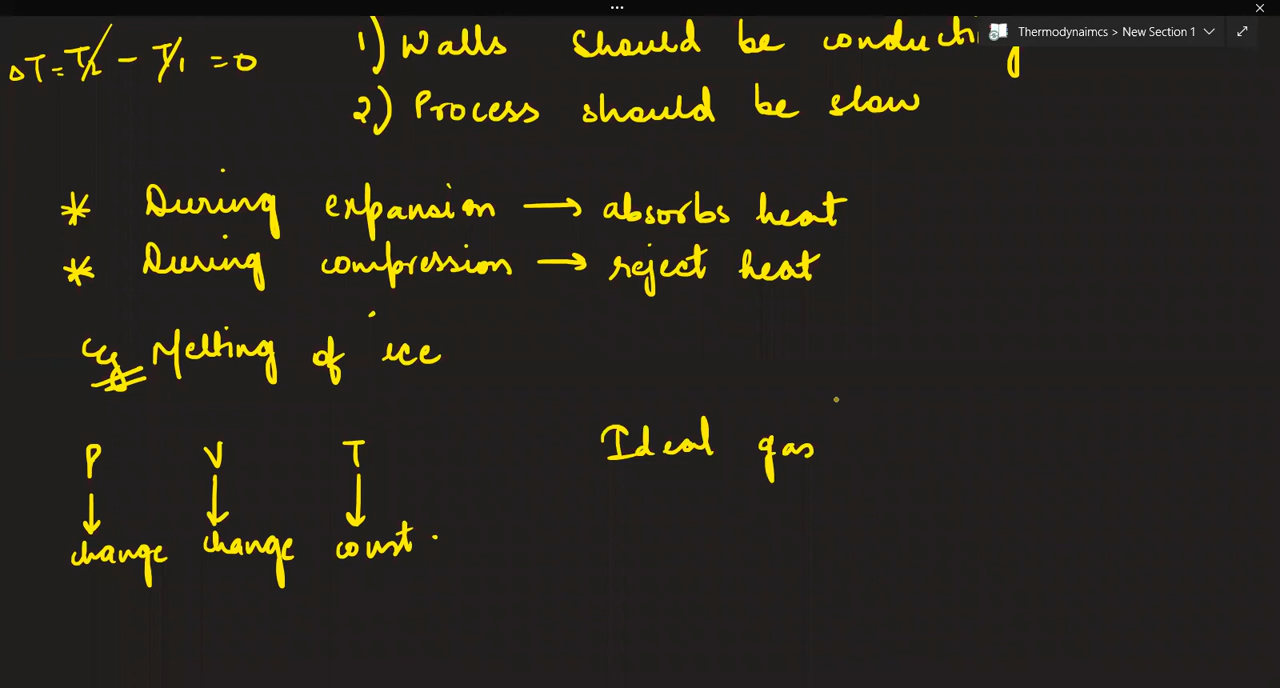 Thermodynaimcs > New Section 1
ΔT = T2 - T1 = 0
1) Walls should be conducti
2) Process should be slow
* During expansion → absorbs heat
* During compression → reject heat
eg Melting of ice
Ideal gas
P V T
↓ ↓ ↓
change change const.